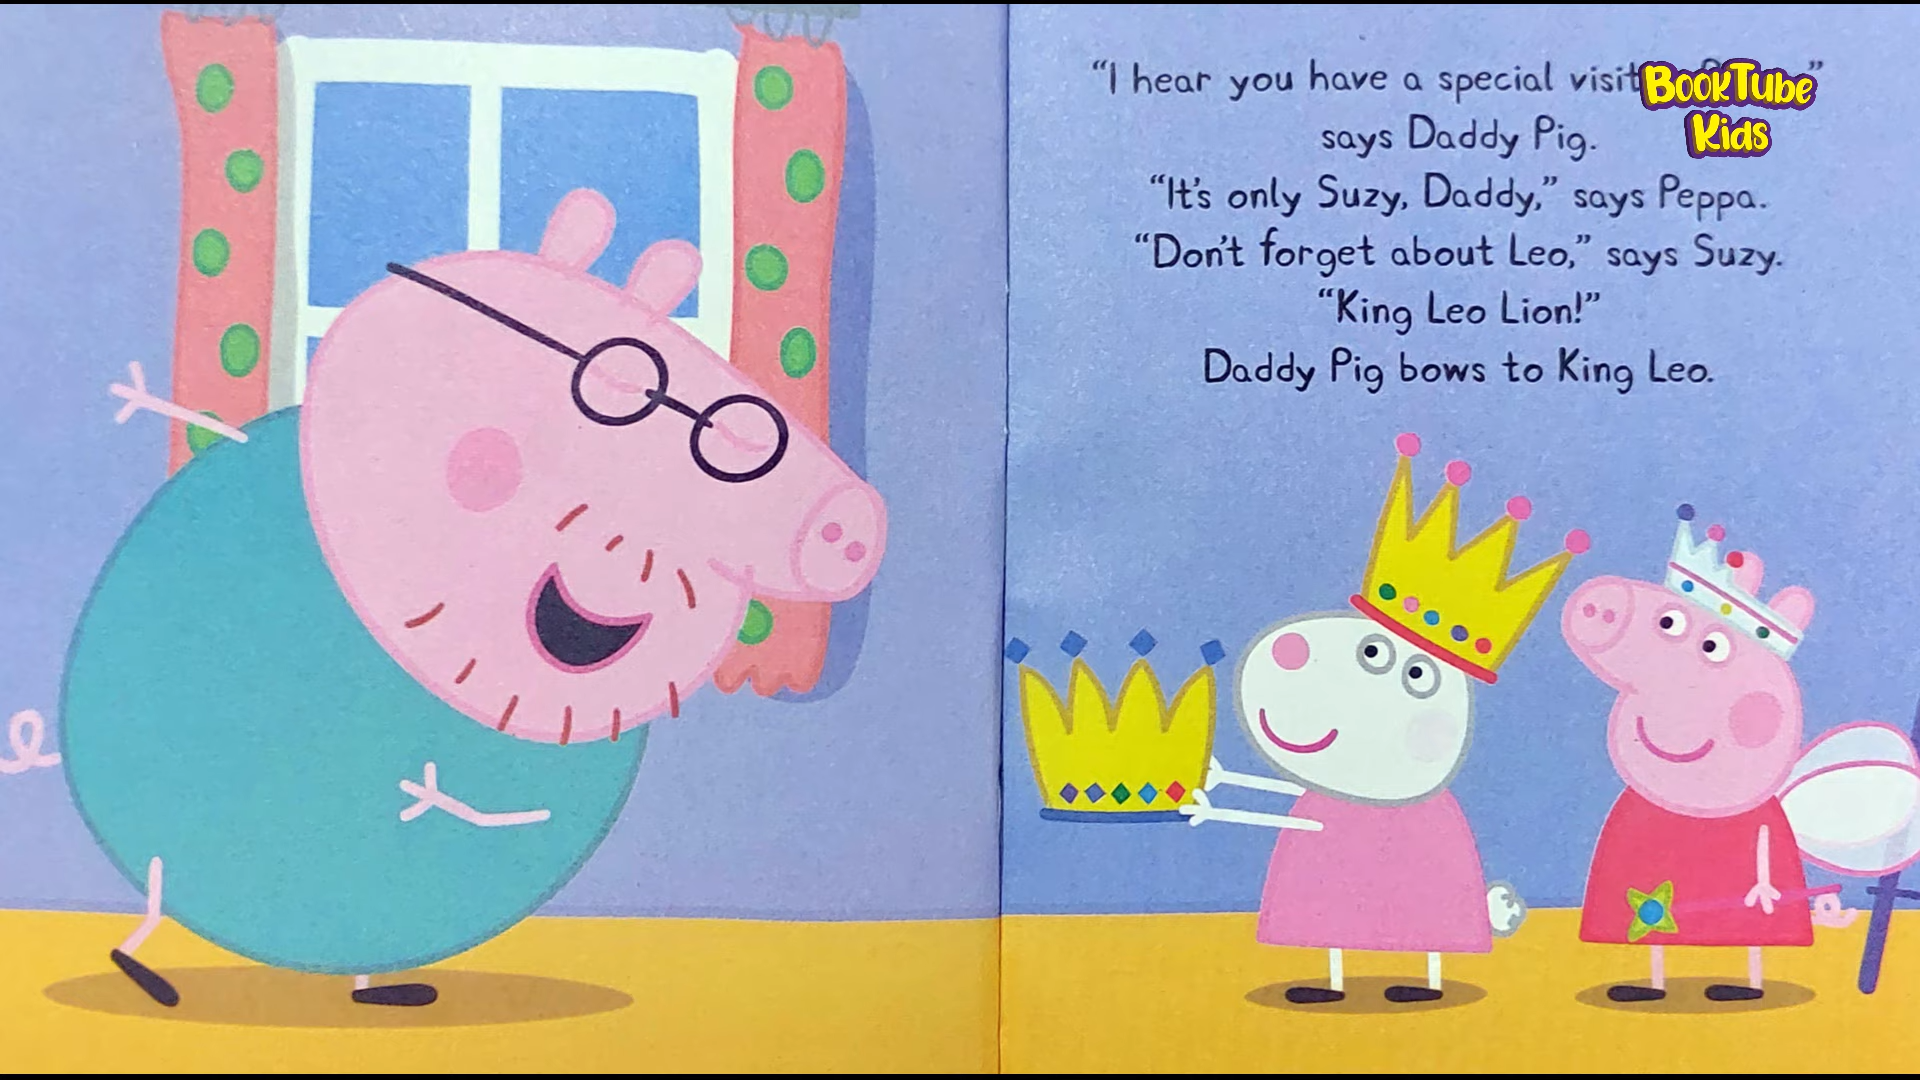 “I hear you have a special visit
says Daddy Pig.
“It's only Suzy, Daddy,” says Peppa.
“Don't forget about Leo,” says Suzy.
“King Leo Lion!”
Daddy Pig bows to King Leo.
BOOKTUBE
KIDS